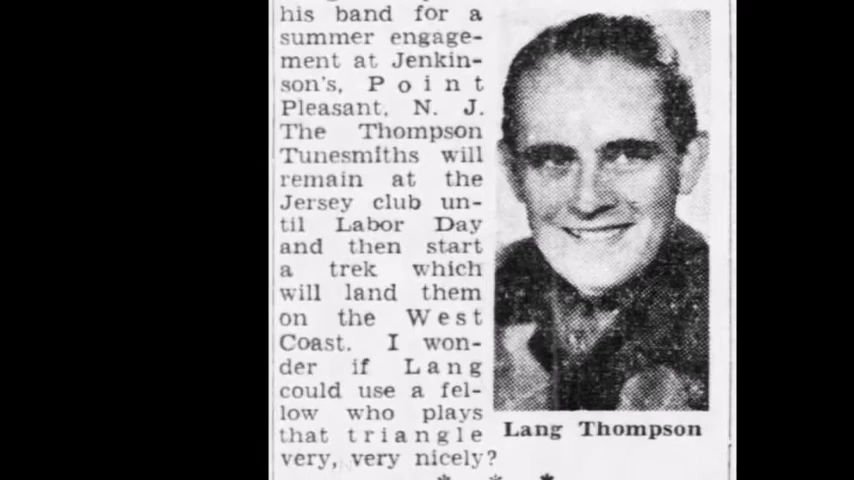 his band for a
summer engage-
ment at Jenkin-
son's, Point
Pleasant, N. J.
The Thompson
Tunesmiths will
remain at the
Jersey club un-
til Labor Day
and then start
a trek which
will land them
on the West
Coast. I won-
der if Lang
could use a fel-
low who plays
that triangle
very, very nicely?
* * *
Lang Thompson